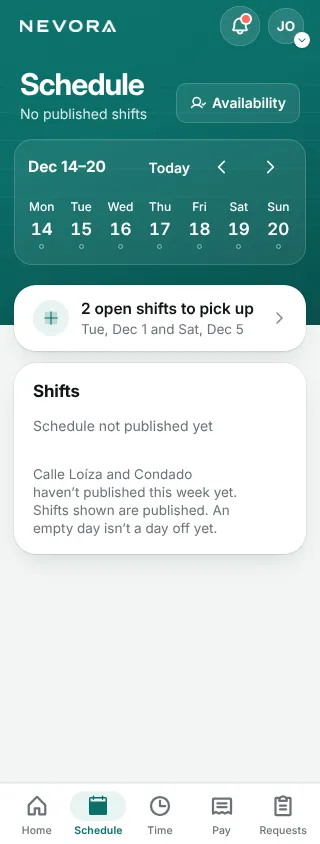 NEVORA
JO
Schedule
No published shifts
Availability
Dec 14–20
Today
Mon Tue Wed Thu Fri Sat Sun
14 15 16 17 18 19 20
2 open shifts to pick up
Tue, Dec 1 and Sat, Dec 5
Shifts
Schedule not published yet
Calle Loíza and Condado
haven’t published this week yet.
Shifts shown are published. An
empty day isn’t a day off yet.
Home Schedule Time Pay Requests